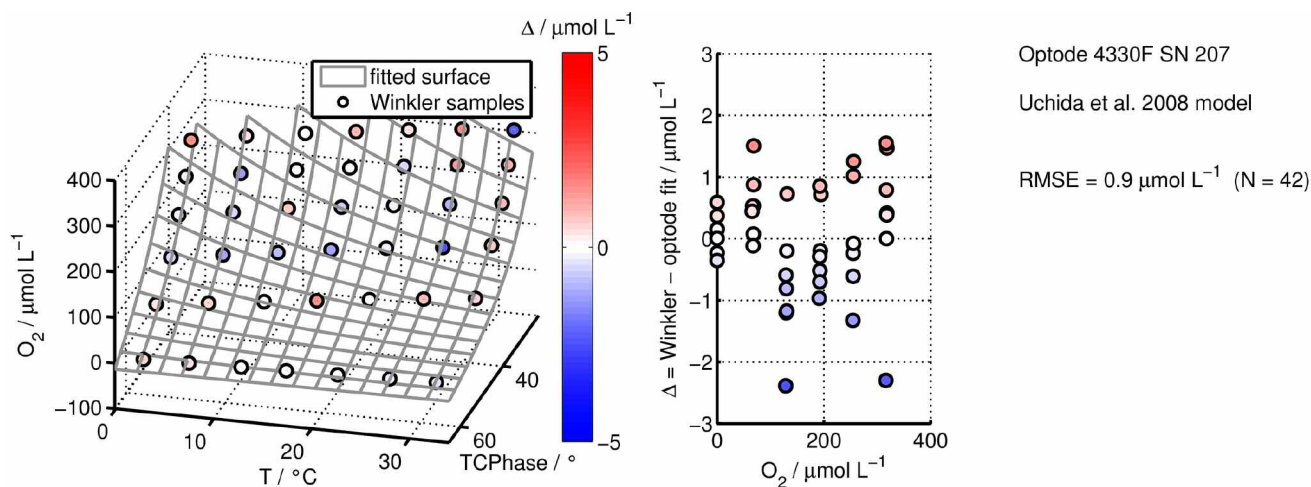 Δ / μmol L⁻¹
5
0
−5
fitted surface
Winkler samples
400
300
200
100
0
−100
O₂ / μmol L⁻¹
0
10
20
30
T / °C
40
60
TCPhase / °
3
2
1
0
−1
−2
−3
Δ = Winkler − optode fit / μmol L⁻¹
0
200
400
O₂ / μmol L⁻¹
Optode 4330F SN 207
Uchida et al. 2008 model
RMSE = 0.9 μmol L⁻¹ (N = 42)